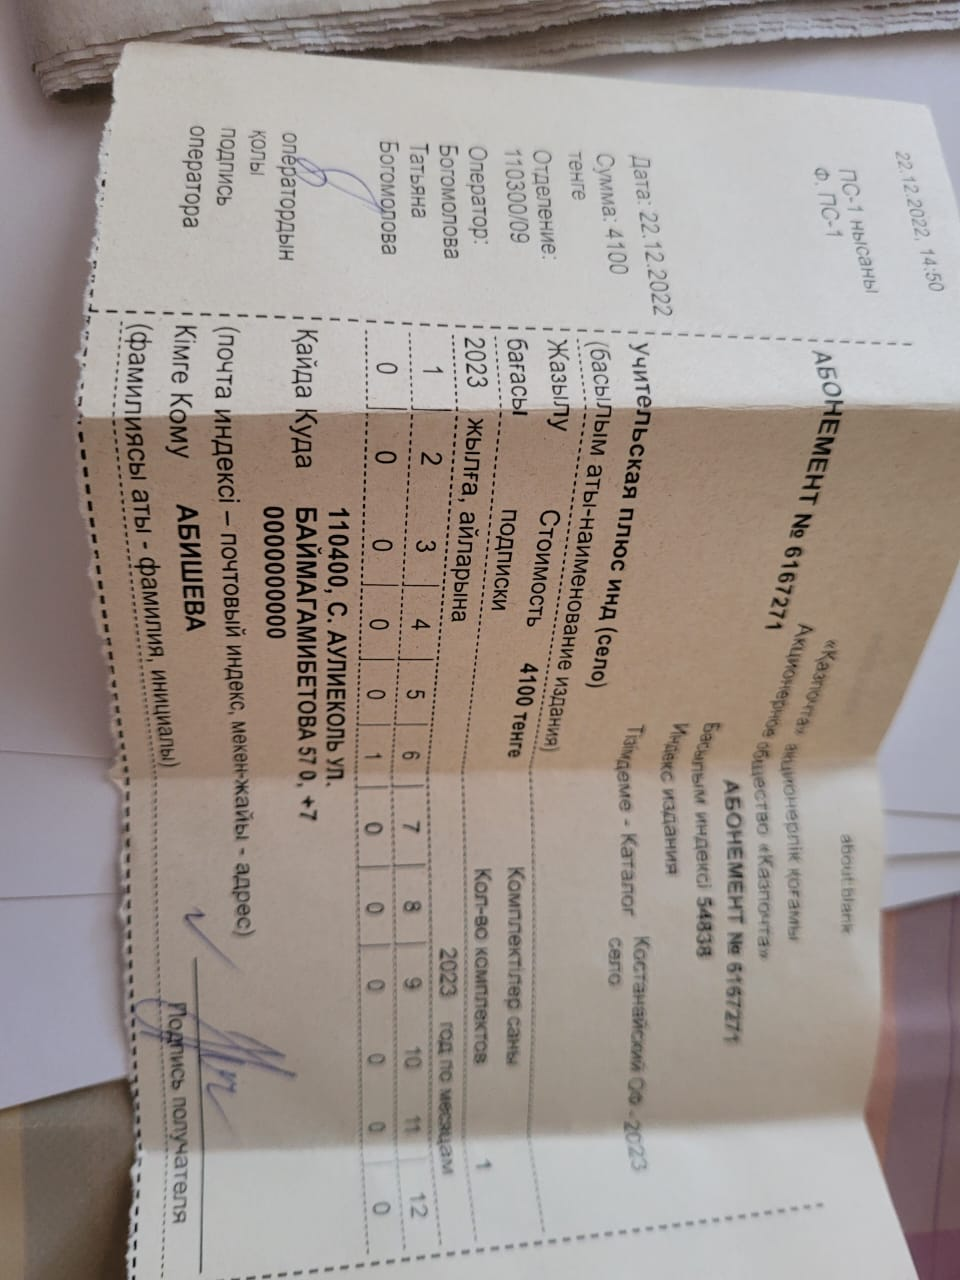 22.12.2022, 14:50
about:blank
ПС-1 нысаны
Ф. ПС-1
Дата: 22.12.2022
Сумма: 4100
тенге
Отделение:
110300/09
Оператор:
Богомолова
Татьяна
Богомолова
оператордын
қолы
подпись
оператора
«Казпочта» акционерлік қоғамы
Акционерное общество «Казпочта»
АБОНЕМЕНТ № 6167271
АБОНЕМЕНТ № 6167271
Басылым индексі 54838
Индекс издания
Тізімдеме - Каталог Костанайский ОФ -2023
село
Учительская плюс инд (село)
(басылым аты-наименование издания)
Жазылу Стоимость 4100 тенге
бағасы подписки
Комплектілер саны
Кол-во комплектов 1
2023 жылға, айларына 2023 год по месяцам
1 2 3 4 5 6 7 8 9 10 11 12
0 0 0 0 0 1 0 0 0 0 0 0
110400, С. АУЛИЕКОЛЬ УЛ.
Қайда Куда БАЙМАГАМИБЕТОВА 57 0, +7
0000000000
(почта индексі – почтовый индекс, мекен-жайы - адрес)
Кімге Кому АБИШЕВА
(фамилиясы аты - фамилия, инициалы)
Подпись получателя